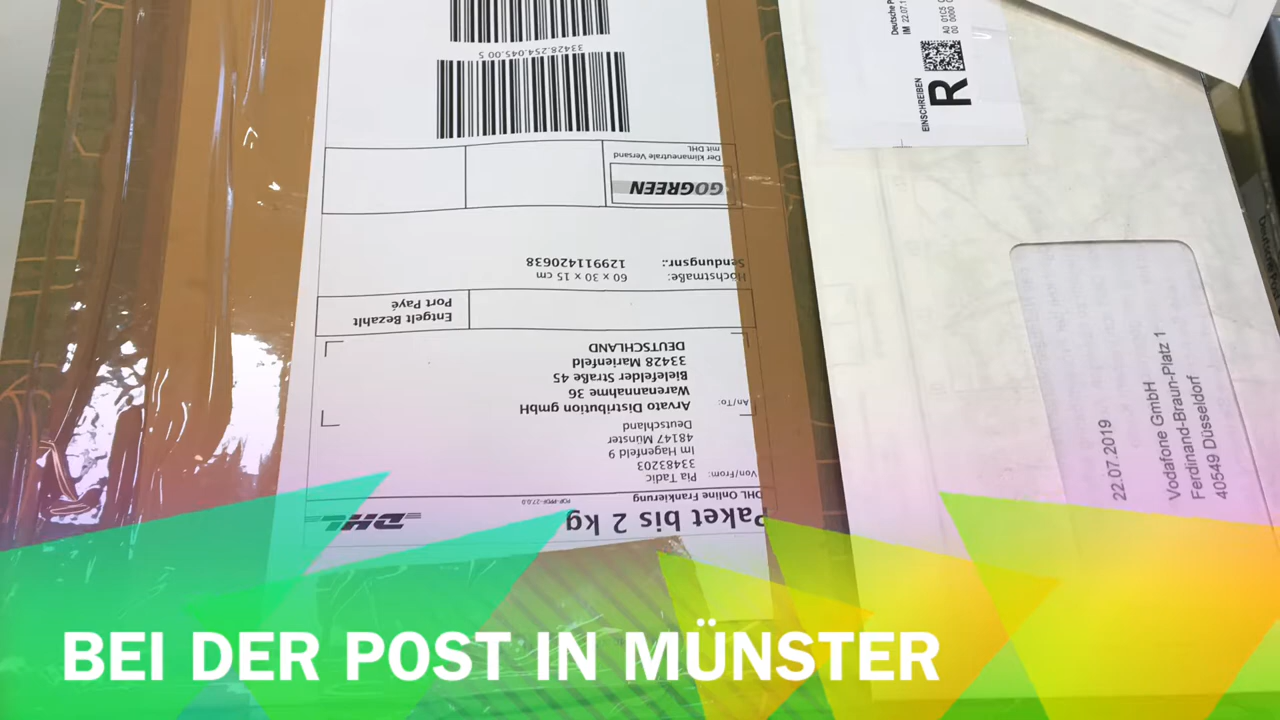 Paket bis 2 kg
DHL
DHL Online Frankierung
Von/From:
Pia Tadic
33483203
Im Hagenfeld 9
48147 Münster
Deutschland
An/To:
Arvato Distribution gmbH
Warenannahme 36
Bielefelder Straße 45
33428 Marienfeld
DEUTSCHLAND
Entgelt Bezahlt
Port Payé
Höchstmaße: 60 x 30 x 15 cm
Sendungsnr.: 129911420638
GOGREEN
Der klimaneutrale Versand
mit DHL
33428.254.045.00 5
EINSCHREIBEN
R
22.07.2019
Vodafone GmbH
Ferdinand-Braun-Platz 1
40549 Düsseldorf
BEI DER POST IN MÜNSTER